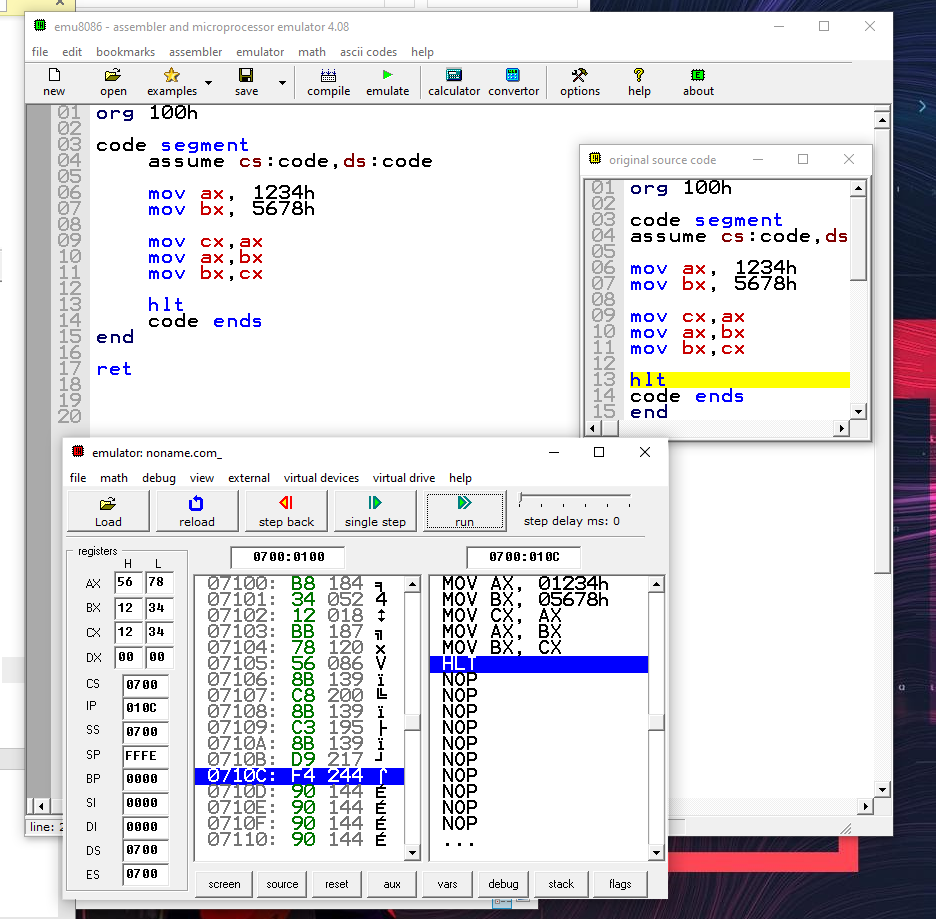 emu8086 - assembler and microprocessor emulator 4.08
file edit bookmarks assembler emulator math ascii codes help
new open examples save compile emulate calculator convertor options help about
01 org 100h
02
03 code segment
04 assume cs:code,ds:code
05
06 mov ax, 1234h
07 mov bx, 5678h
08
09 mov cx,ax
10 mov ax,bx
11 mov bx,cx
12
13 hlt
14 code ends
15 end
16
17 ret
18
19
20
line: 2
original source code
01 org 100h
02
03 code segment
04 assume cs:code,ds
05
06 mov ax, 1234h
07 mov bx, 5678h
08
09 mov cx,ax
10 mov ax,bx
11 mov bx,cx
12
13 hlt
14 code ends
15 end
emulator: noname.com_
file math debug view external virtual devices virtual drive help
Load reload step back single step run step delay ms: 0
registers
H L
AX 56 78
BX 12 34
CX 12 34
DX 00 00
CS 0700
IP 010C
SS 0700
SP FFFE
BP 0000
SI 0000
DI 0000
DS 0700
ES 0700
0700:0100
07100: B8 184 ╕
07101: 34 052 4
07102: 12 018 ↕
07103: BB 187 ╗
07104: 78 120 x
07105: 56 086 V
07106: 8B 139 ï
07107: C8 200 ╚
07108: 8B 139 ï
07109: C3 195 ├
0710A: 8B 139 ï
0710B: D9 217 ┘
0710C: F4 244 ⌠
0710D: 90 144 É
0710E: 90 144 É
0710F: 90 144 É
07110: 90 144 É
0700:010C
MOV AX, 01234h
MOV BX, 05678h
MOV CX, AX
MOV AX, BX
MOV BX, CX
HLT
NOP
NOP
NOP
NOP
NOP
NOP
NOP
NOP
NOP
NOP
...
screen source reset aux vars debug stack flags